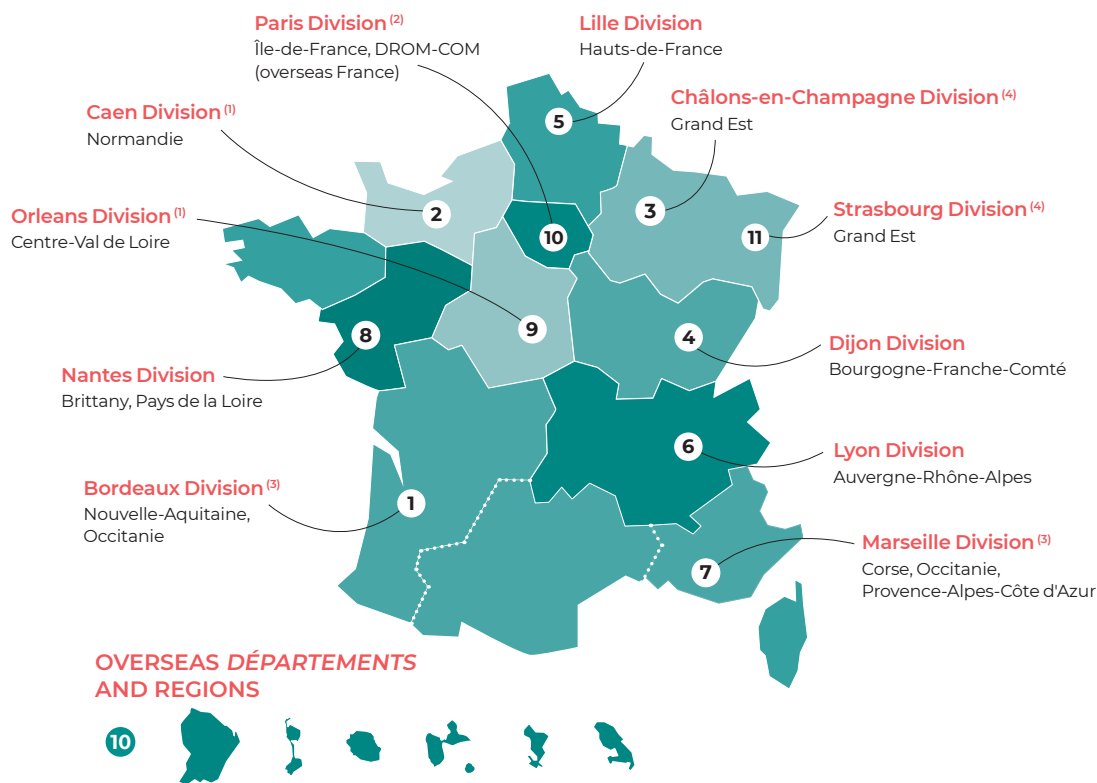 Paris Division (2)
Île-de-France, DROM-COM
(overseas France)
Lille Division
Hauts-de-France
Caen Division (1)
Normandie
Châlons-en-Champagne Division (4)
Grand Est
Orleans Division (1)
Centre-Val de Loire
Strasbourg Division (4)
Grand Est
5
2
3
10
11
9
8
4
Dijon Division
Bourgogne-Franche-Comté
Nantes Division
Brittany, Pays de la Loire
6
Lyon Division
Auvergne-Rhône-Alpes
Bordeaux Division (3)
Nouvelle-Aquitaine,
Occitanie
1
Marseille Division (3)
Corse, Occitanie,
Provence-Alpes-Côte d'Azur
7
OVERSEAS DÉPARTEMENTS
AND REGIONS
10